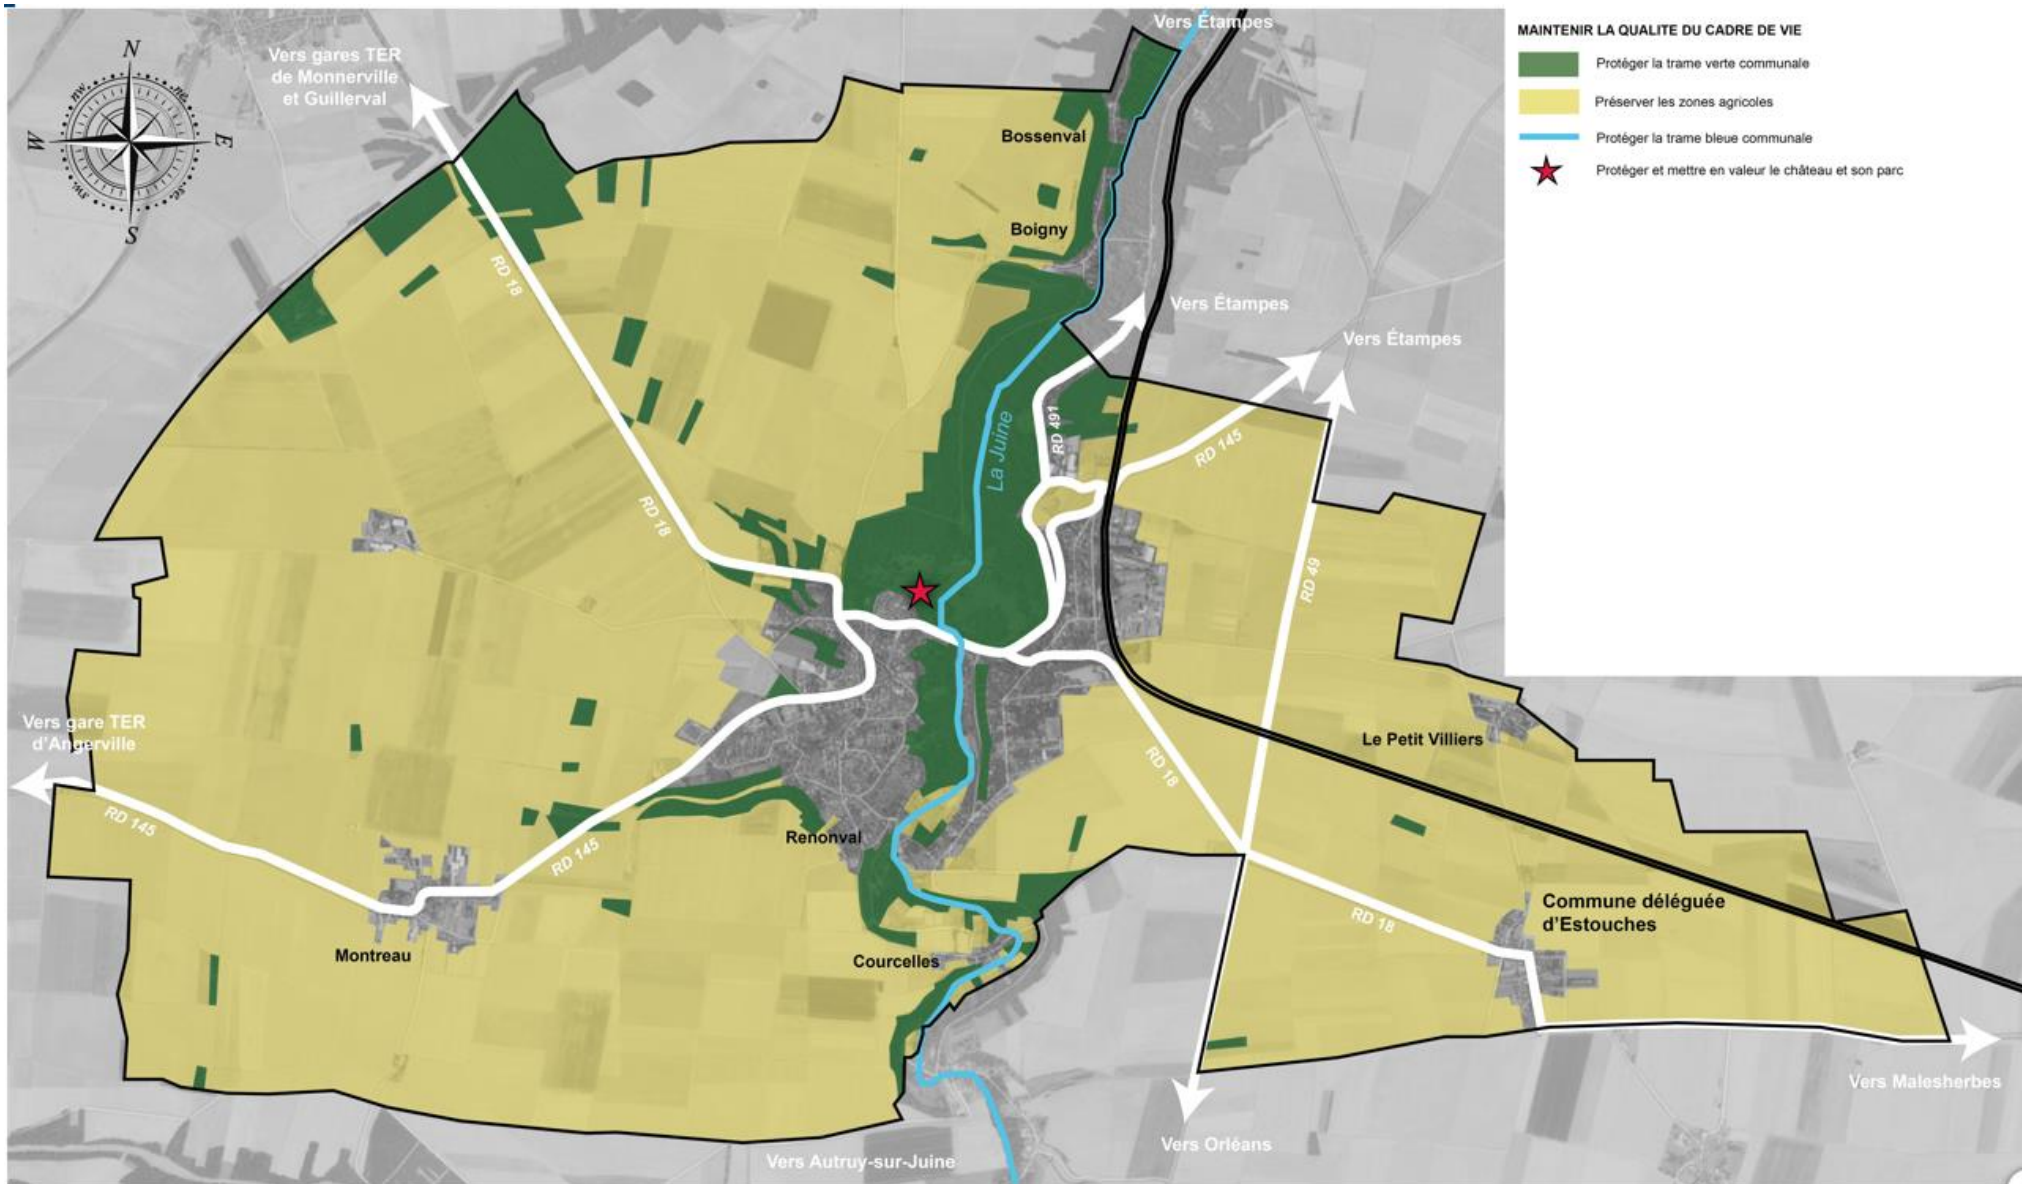 Vers Étampes
MAINTENIR LA QUALITE DU CADRE DE VIE
Protéger la trame verte communale
Préserver les zones agricoles
Protéger la trame bleue communale
Protéger et mettre en valeur le château et son parc
N
nw
ne
W
E
sw
se
S
Vers gares TER
de Monnerville
et Guillerval
Bossenval
Boigny
RD 18
Vers Étampes
Vers Étampes
RD 491
La Juine
RD 145
RD 18
RD 49
Vers gare TER
d'Angerville
Le Petit Villiers
RD 18
RD 145
Renonval
RD 145
Commune déléguée
d'Estouches
RD 18
Montreau
Courcelles
Vers Malesherbes
Vers Orléans
Vers Autruy-sur-Juine